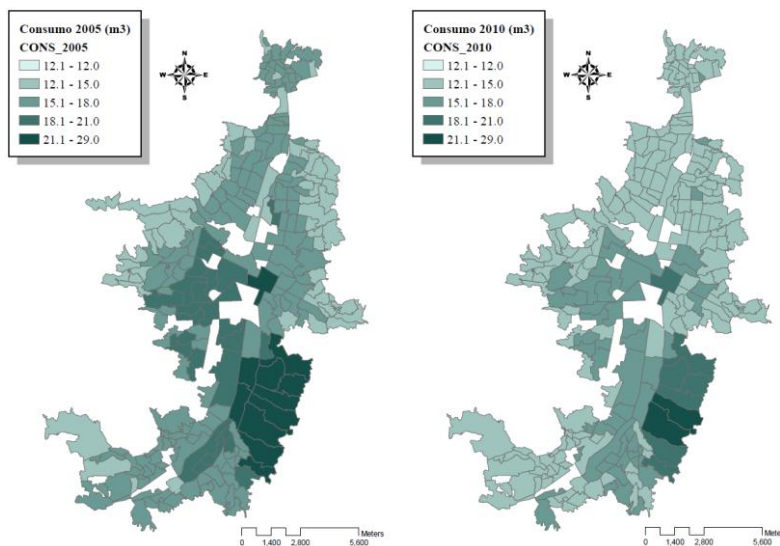 Consumo 2005 (m3)
CONS_2005
12.1 - 12.0
12.1 - 15.0
15.1 - 18.0
18.1 - 21.0
21.1 - 29.0
N
W E
S
Meters
0 1,400 2,800 5,600
Consumo 2010 (m3)
CONS_2010
12.1 - 12.0
12.1 - 15.0
15.1 - 18.0
18.1 - 21.0
21.1 - 29.0
N
W E
S
Meters
0 1,400 2,800 5,600